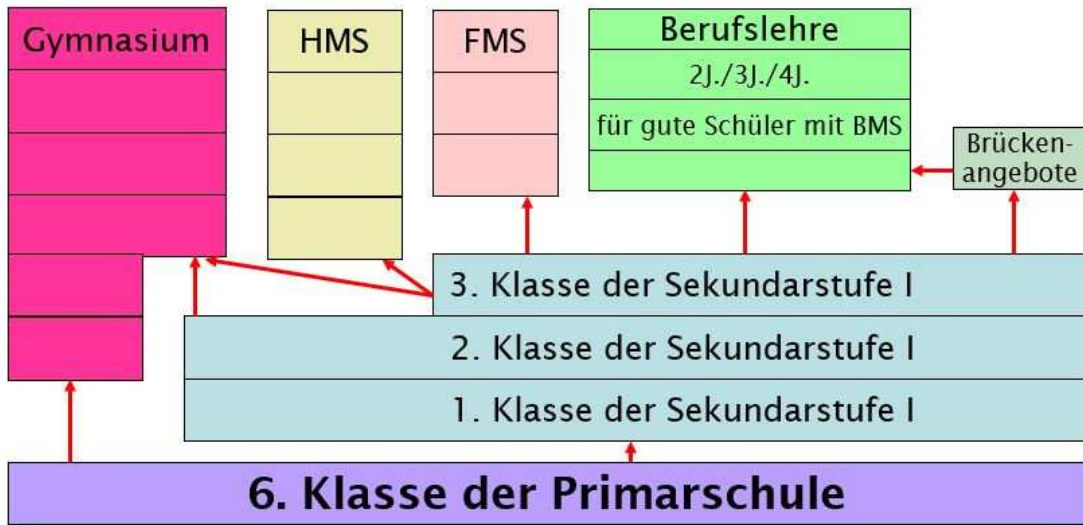 Gymnasium
HMS
FMS
Berufslehre
2J./3J./4J.
für gute Schüler mit BMS
Brücken-
angebote
3. Klasse der Sekundarstufe I
2. Klasse der Sekundarstufe I
1. Klasse der Sekundarstufe I
6. Klasse der Primarschule